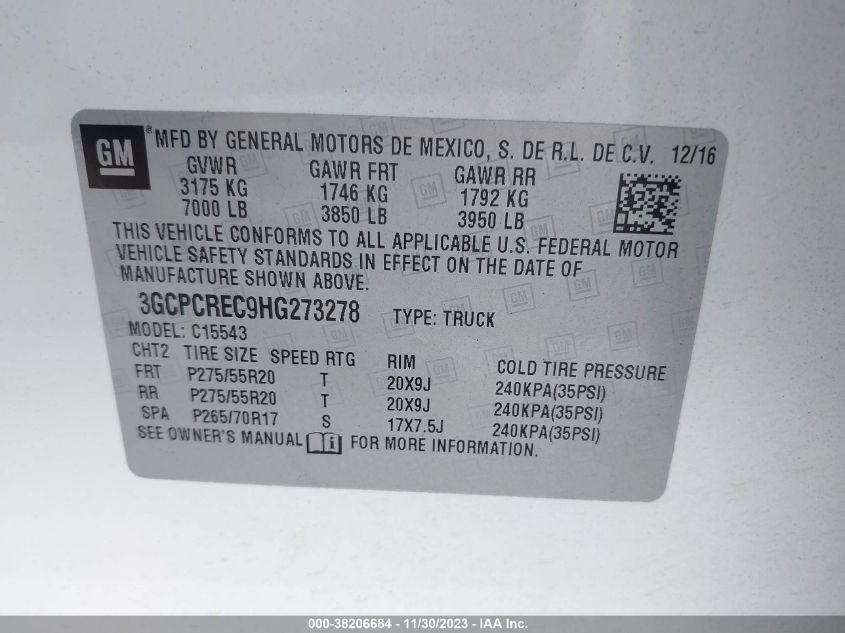 GM ® MFD BY GENERAL MOTORS DE MEXICO, S. DE R.L. DE C.V. 12/16
GVWR GAWR FRT GAWR RR
3175 KG 1746 KG 1792 KG
7000 LB 3850 LB 3950 LB
THIS VEHICLE CONFORMS TO ALL APPLICABLE U.S. FEDERAL MOTOR
VEHICLE SAFETY STANDARDS IN EFFECT ON THE DATE OF
MANUFACTURE SHOWN ABOVE.
3GCPCREC9HG273278 TYPE: TRUCK
MODEL: C15543
CHT2 TIRE SIZE SPEED RTG RIM COLD TIRE PRESSURE
FRT P275/55R20 T 20X9J 240KPA(35PSI)
RR P275/55R20 T 20X9J 240KPA(35PSI)
SPA P265/70R17 S 17X7.5J 240KPA(35PSI)
SEE OWNER'S MANUAL FOR MORE INFORMATION.
000-38206684 - 11/30/2023 - IAA Inc.